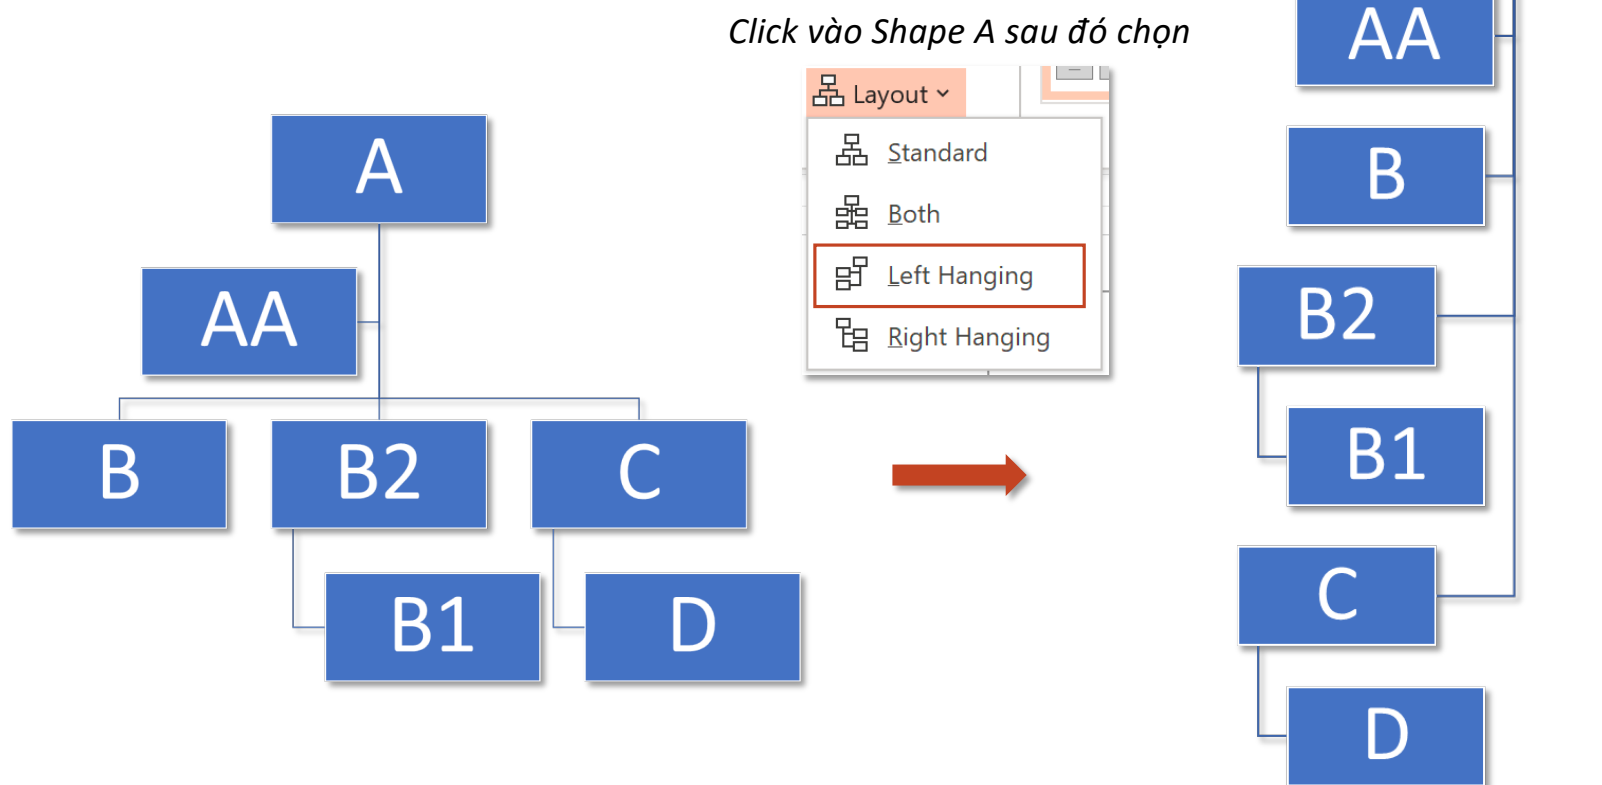 Click vào Shape A sau đó chọn
A
AA
B
B2
C
B1
D
Layout
Standard
Both
Left Hanging
Right Hanging
AA
B
B2
B1
C
D